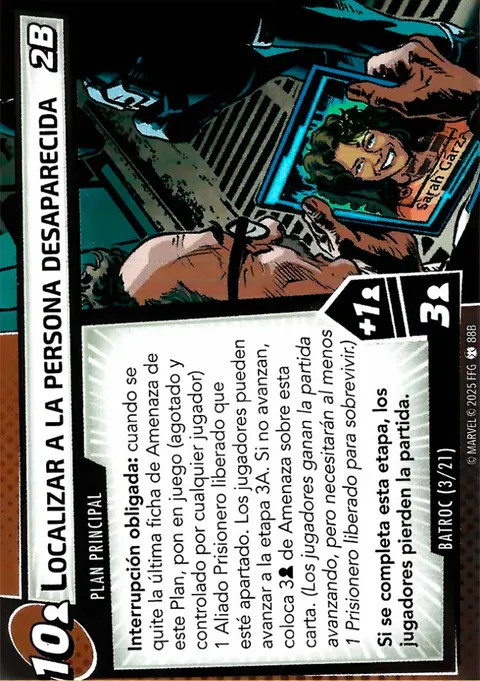 10
LOCALIZAR A LA PERSONA DESAPARECIDA 2B
PLAN PRINCIPAL
Interrupción obligada: cuando se
quite la última ficha de Amenaza de
este Plan, pon en juego (agotado y
controlado por cualquier jugador)
1 Aliado Prisionero liberado que
esté apartado. Los jugadores pueden
avanzar a la etapa 3A. Si no avanzan,
coloca 3 de Amenaza sobre esta
carta. (Los jugadores ganan la partida
avanzando, pero necesitarán al menos
1 Prisionero liberado para sobrevivir.)
Si se completa esta etapa, los
jugadores pierden la partida.
+1
3
Sarah Garza
BATROC (3/21)
© MARVEL © 2025 FFG 88B